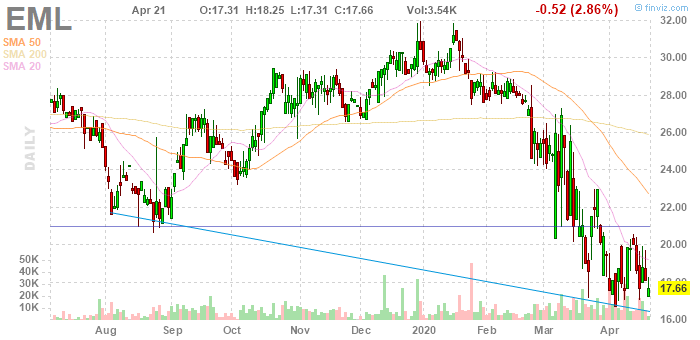 EML
Apr 21 O:17.31 H:18.25 L:17.31 C:17.66 Vol:3.54K -0.52 (2.86%)
© finviz.com
SMA 50
SMA 200
SMA 20
DAILY
32.00
30.00
28.00
26.00
24.00
22.00
20.00
18.00
17.66
16.00
50K
40K
30K
20K
10K
Aug Sep Oct Nov Dec 2020 Feb Mar Apr